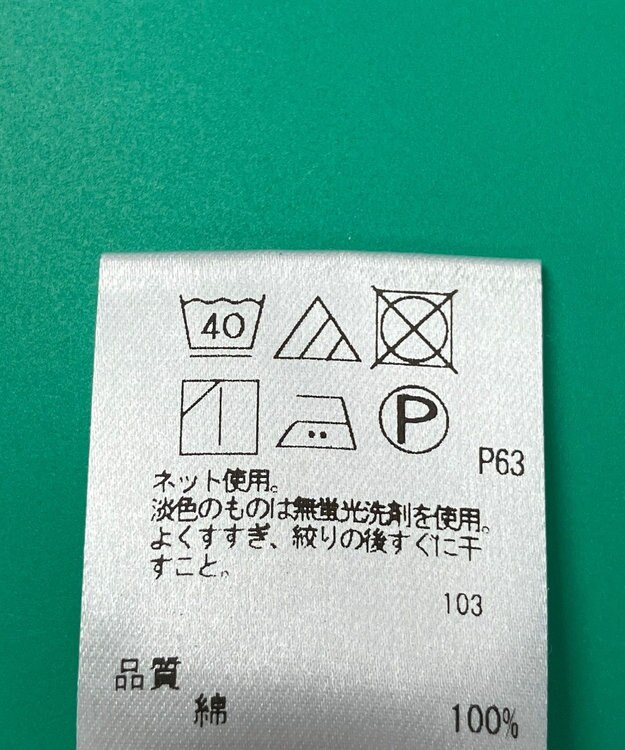 40
P
P63
ネット使用。
淡色のものは無蛍光洗剤を使用。
よくすすぎ、絞りの後すぐに干
すこと。
103
品質
綿 100%